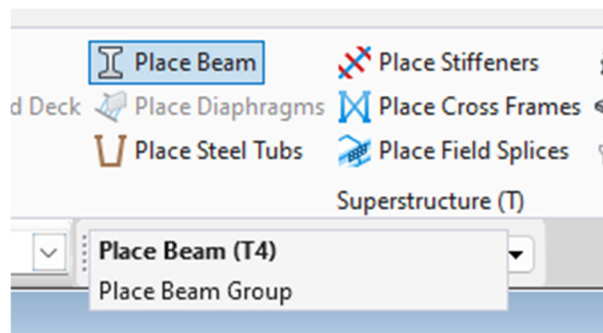 Place Beam
Place Stiffeners
d Deck
Place Diaphragms
Place Cross Frames
Place Steel Tubs
Place Field Splices
Superstructure (T)
Place Beam (T4)
Place Beam Group